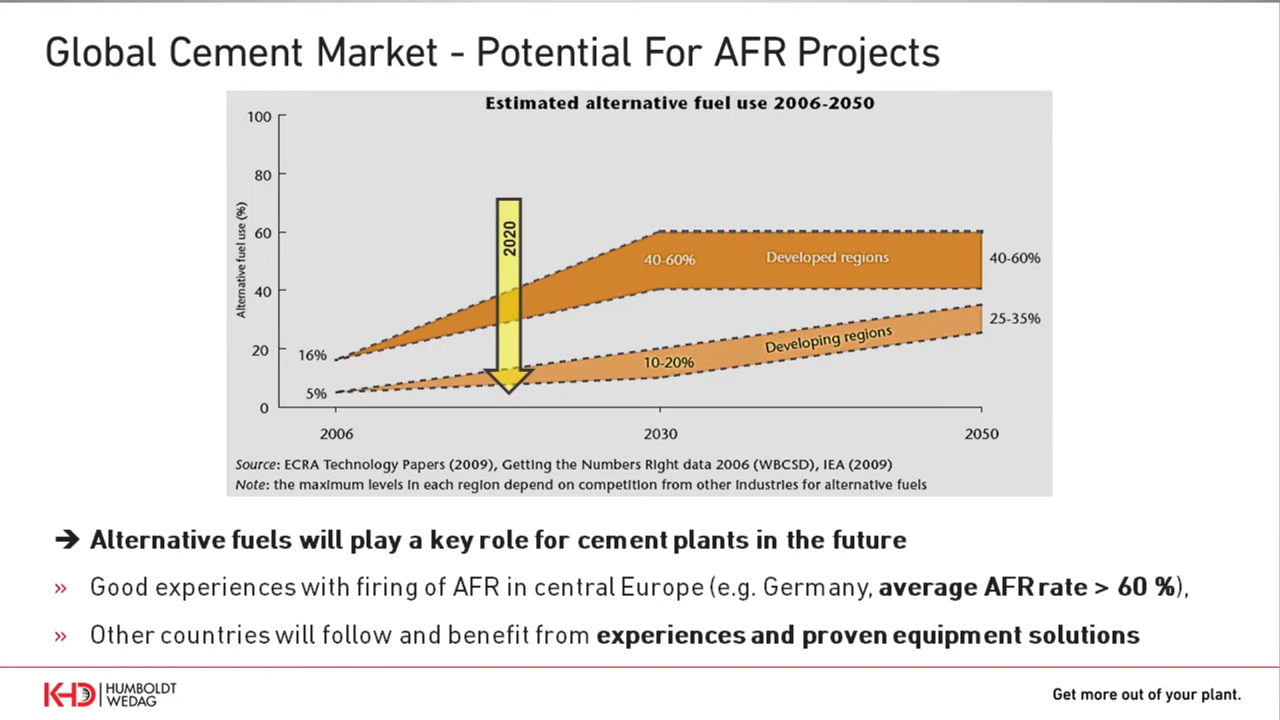 Global Cement Market - Potential For AFR Projects
Estimated alternative fuel use 2006-2050
Alternative fuel use (%)
100
80
60
40
20
0
2020
16%
5%
40-60%
Developed regions
40-60%
10-20%
Developing regions
25-35%
2006
2030
2050
Source: ECRA Technology Papers (2009), Getting the Numbers Right data 2006 (WBCSD), IEA (2009)
Note: the maximum levels in each region depend on competition from other industries for alternative fuels
➔ Alternative fuels will play a key role for cement plants in the future
» Good experiences with firing of AFR in central Europe (e.g. Germany, average AFR rate > 60 %),
» Other countries will follow and benefit from experiences and proven equipment solutions
KHD HUMBOLDT
WEDAG
Get more out of your plant.